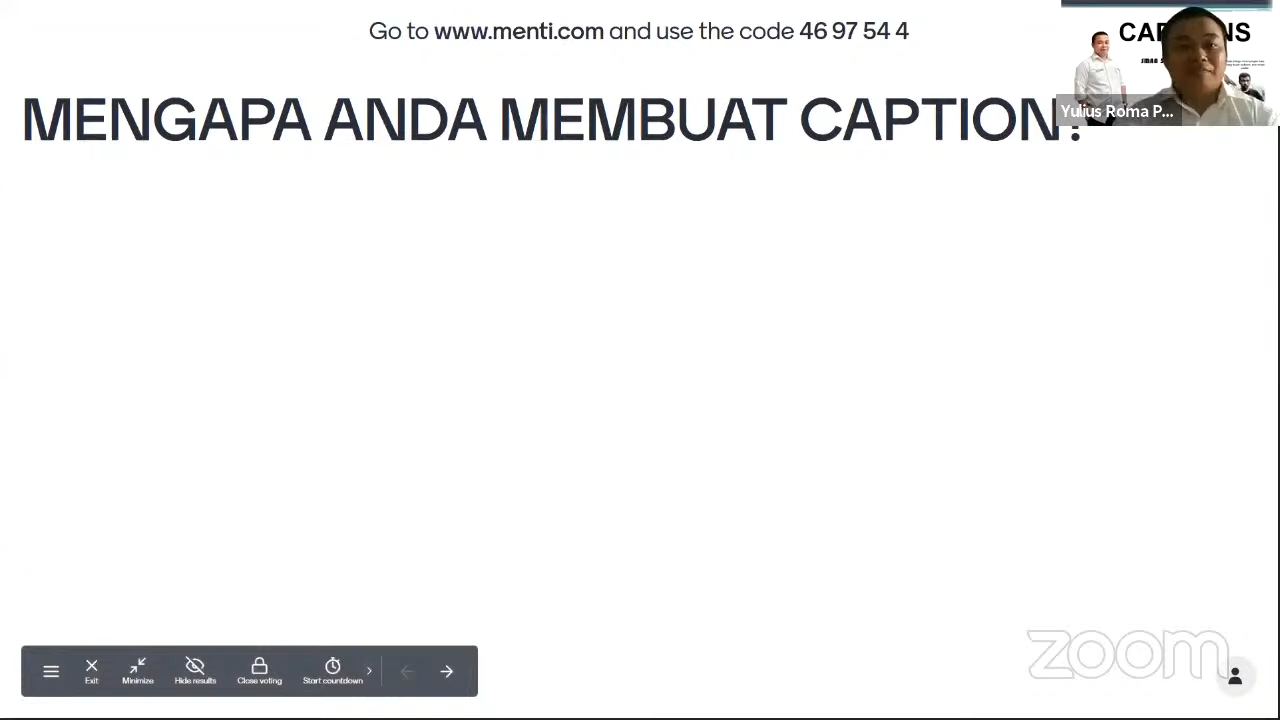 Go to www.menti.com and use the code 46 97 54 4
MENGAPA ANDA MEMBUAT CAPTION?
Yulius Roma P...
Exit
Minimize
Hide results
Close voting
Start countdown
zoom